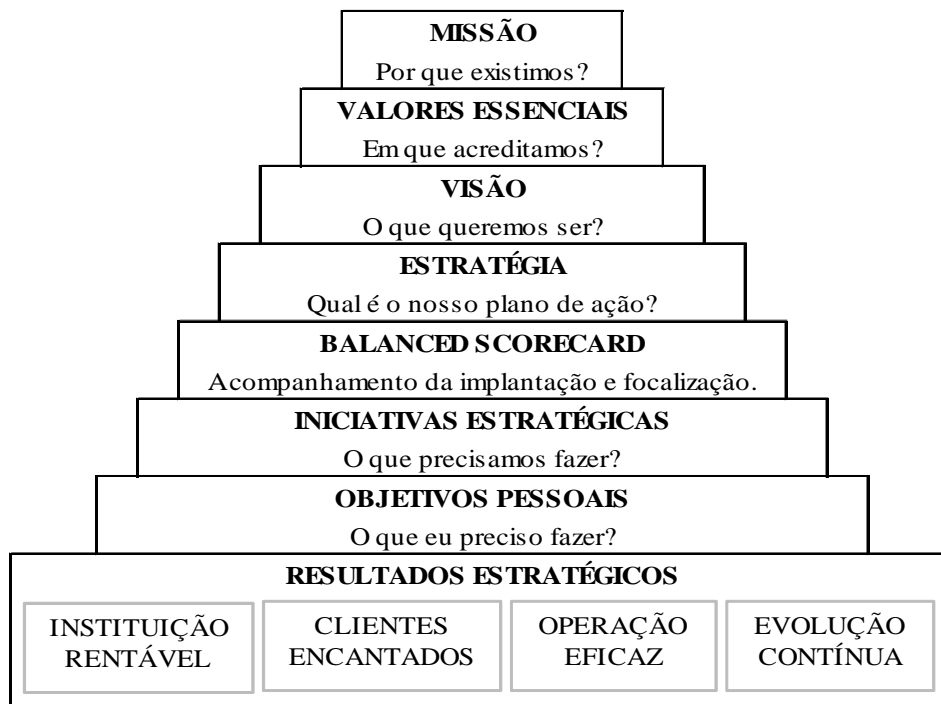 MISSÃO
Por que existimos?
VALORES ESSENCIAIS
Em que acreditamos?
VISÃO
O que queremos ser?
ESTRATÉGIA
Qual é o nosso plano de ação?
BALANCED SCORECARD
Acompanhamento da implantação e focalização.
INICIATIVAS ESTRATÉGICAS
O que precisamos fazer?
OBJETIVOS PESSOAIS
O que eu preciso fazer?
RESULTADOS ESTRATÉGICOS
INSTITUIÇÃO
RENTÁVEL
CLIENTES
ENCANTADOS
OPERAÇÃO
EFICAZ
EVOLUÇÃO
CONTÍNUA